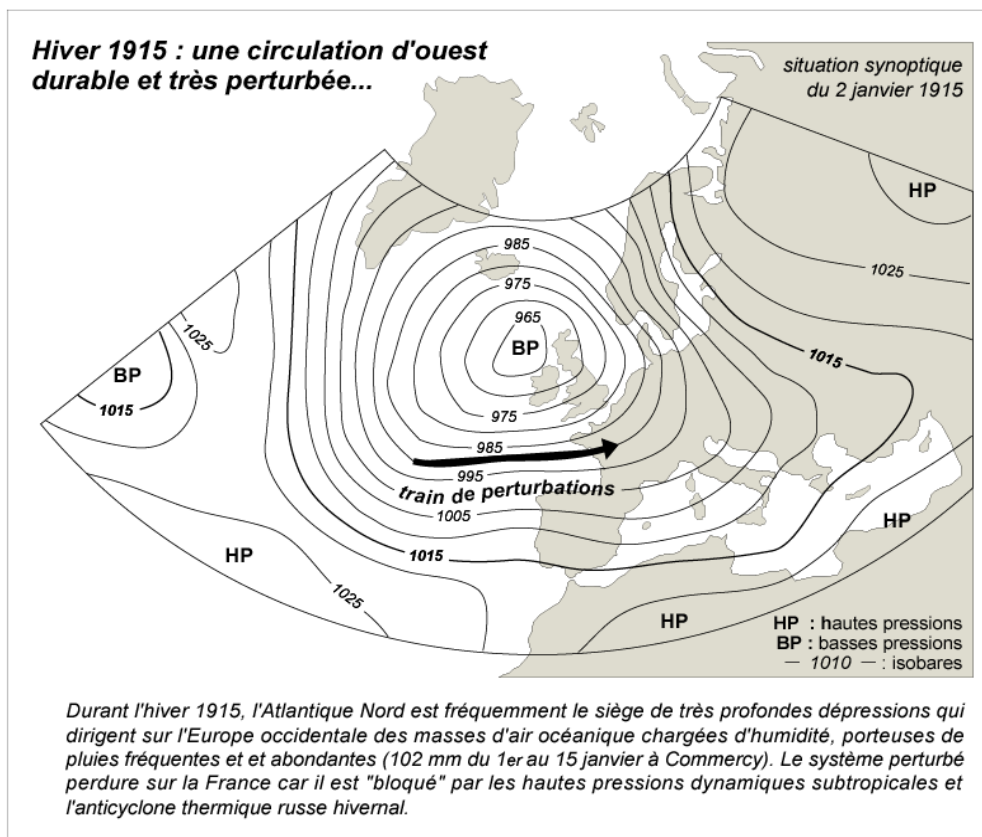 Hiver 1915 : une circulation d'ouest
durable et très perturbée...
situation synoptique
du 2 janvier 1915
HP
985
1025
975
965
1025
BP
BP
1015
1015
975
985
995
train de perturbations
1005
HP
1015
HP
1025
HP
HP : hautes pressions
BP : basses pressions
— 1010 — : isobares
Durant l'hiver 1915, l'Atlantique Nord est fréquemment le siège de très profondes dépressions qui
dirigent sur l'Europe occidentale des masses d'air océanique chargées d'humidité, porteuses de
pluies fréquentes et et abondantes (102 mm du 1er au 15 janvier à Commercy). Le système perturbé
perdure sur la France car il est "bloqué" par les hautes pressions dynamiques subtropicales et
l'anticyclone thermique russe hivernal.